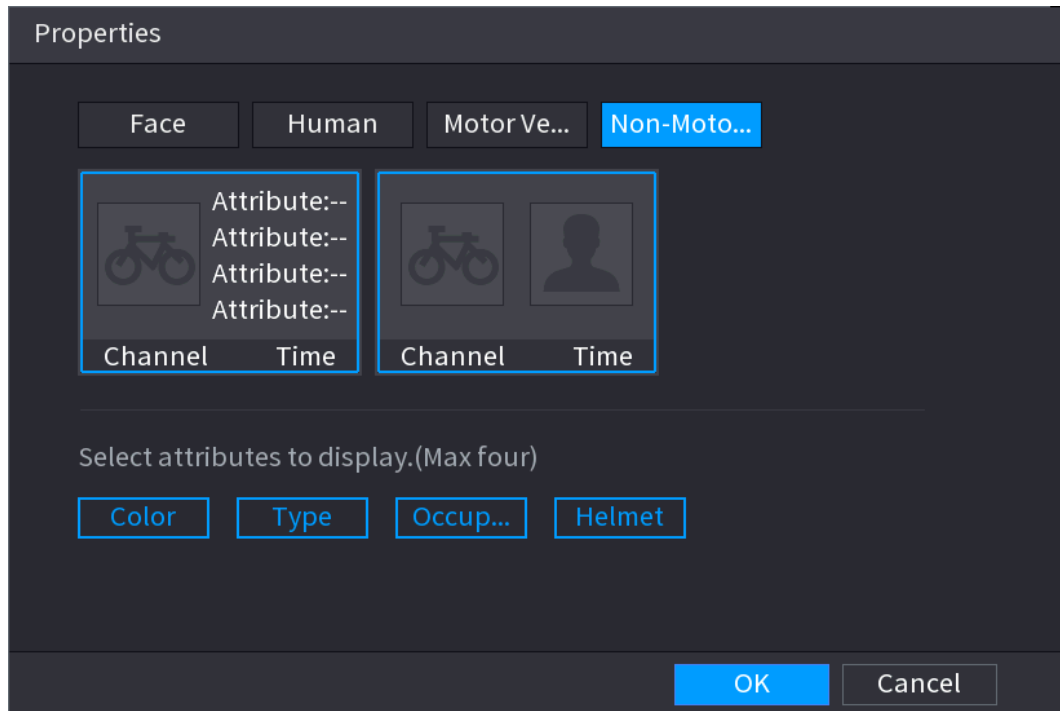 Properties
Face Human Motor Ve... Non-Moto...
Attribute:--
Attribute:--
Attribute:--
Attribute:--
Channel Time Channel Time
Select attributes to display.(Max four)
Color Type Occup... Helmet
OK Cancel